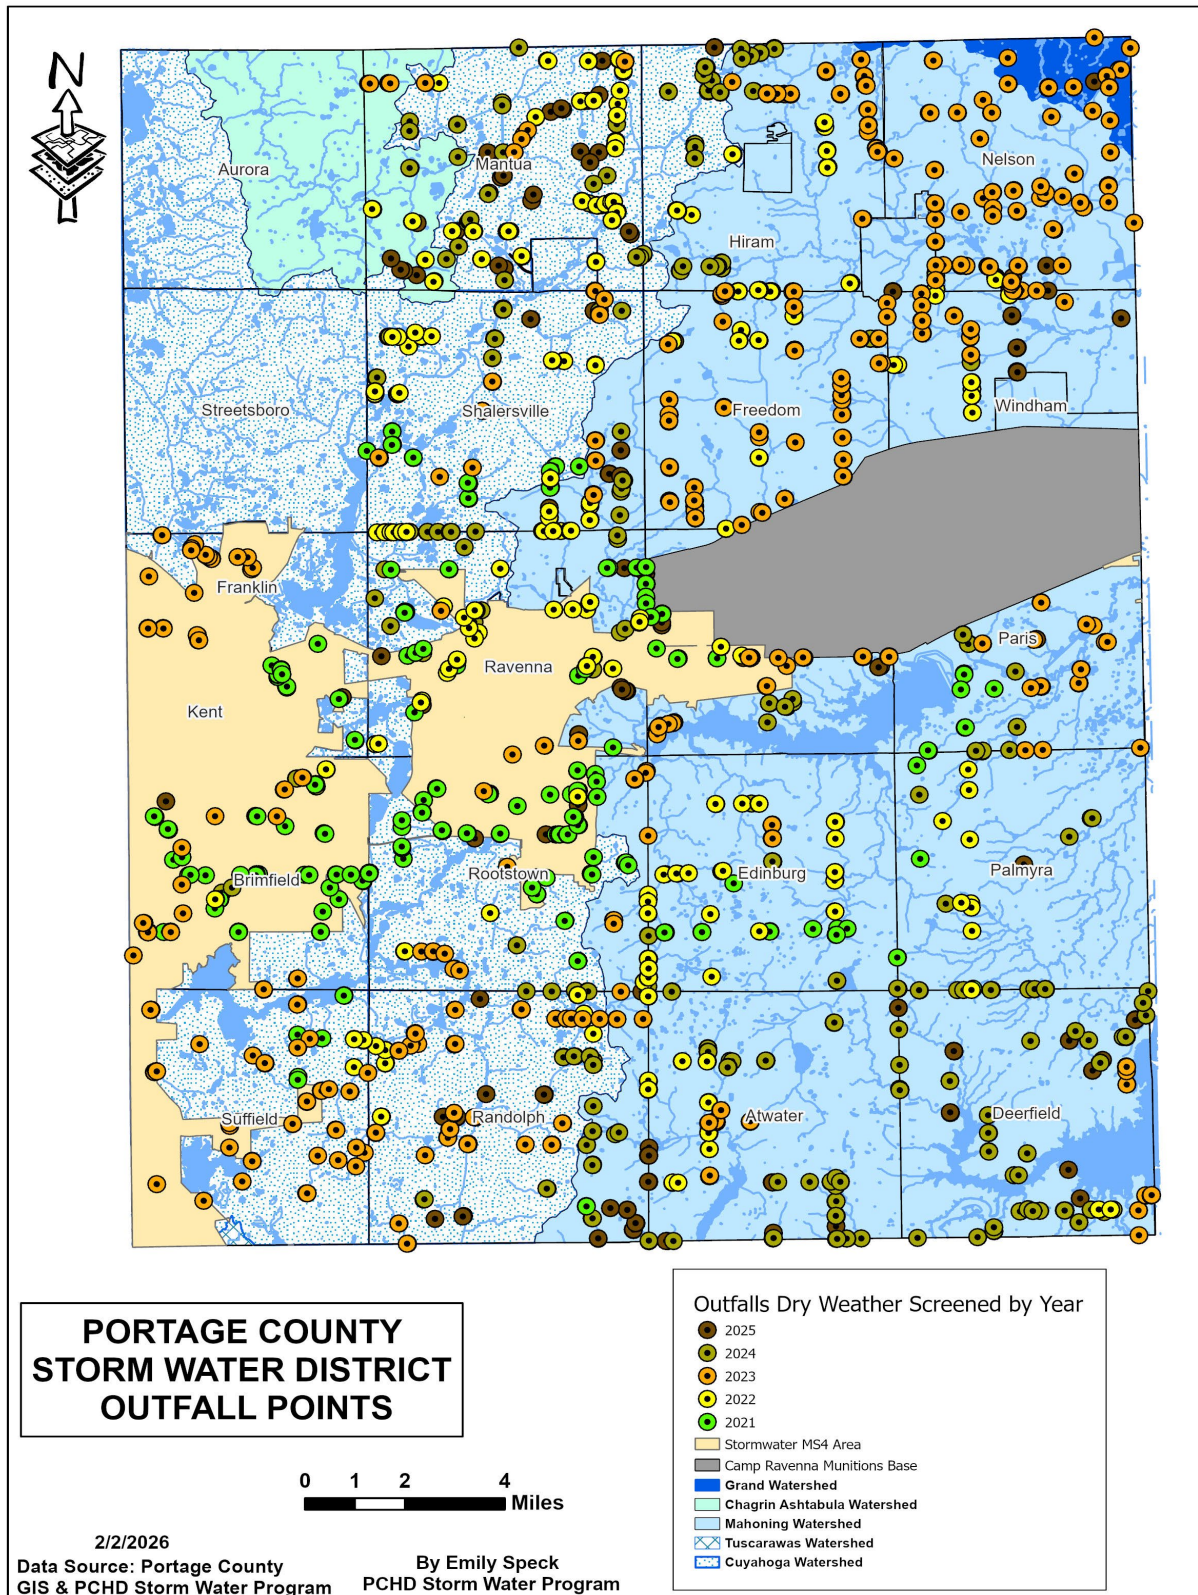 N
Aurora
Mantua
Nelson
Hiram
Streetsboro
Shalersville
Freedom
Windham
Franklin
Paris
Ravenna
Kent
Brimfield
Rootstown
Edinburg
Palmyra
Suffield
Randolph
Atwater
Deerfield
PORTAGE COUNTY
STORM WATER DISTRICT
OUTFALL POINTS
0 1 2 4
Miles
2/2/2026
Data Source: Portage County
GIS & PCHD Storm Water Program
By Emily Speck
PCHD Storm Water Program
Outfalls Dry Weather Screened by Year
2025
2024
2023
2022
2021
Stormwater MS4 Area
Camp Ravenna Munitions Base
Grand Watershed
Chagrin Ashtabula Watershed
Mahoning Watershed
Tuscarawas Watershed
Cuyahoga Watershed